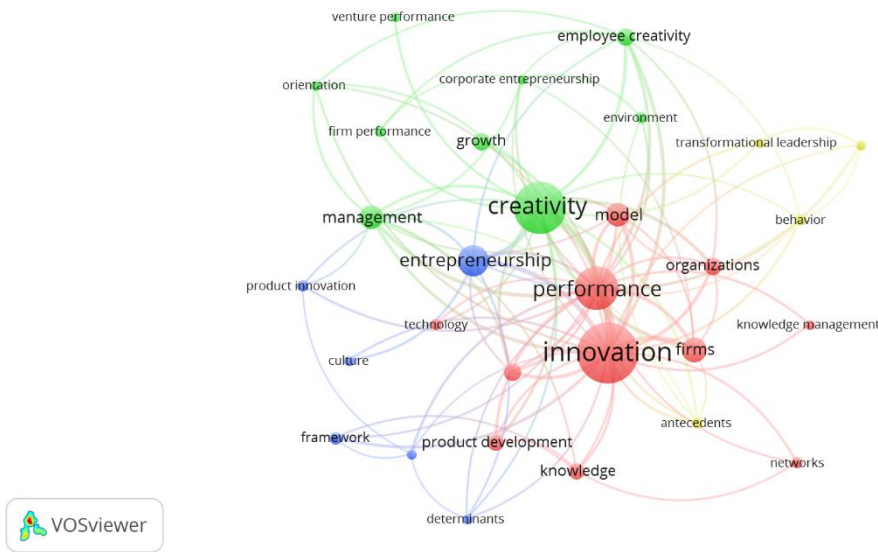 venture performance
employee creativity
corporate entrepreneurship
orientation
environment
firm performance
growth
transformational leadership
creativity
model
management
behavior
entrepreneurship
organizations
product innovation
performance
technology
knowledge management
innovation
firms
culture
antecedents
framework
product development
knowledge
networks
determinants
VOSviewer